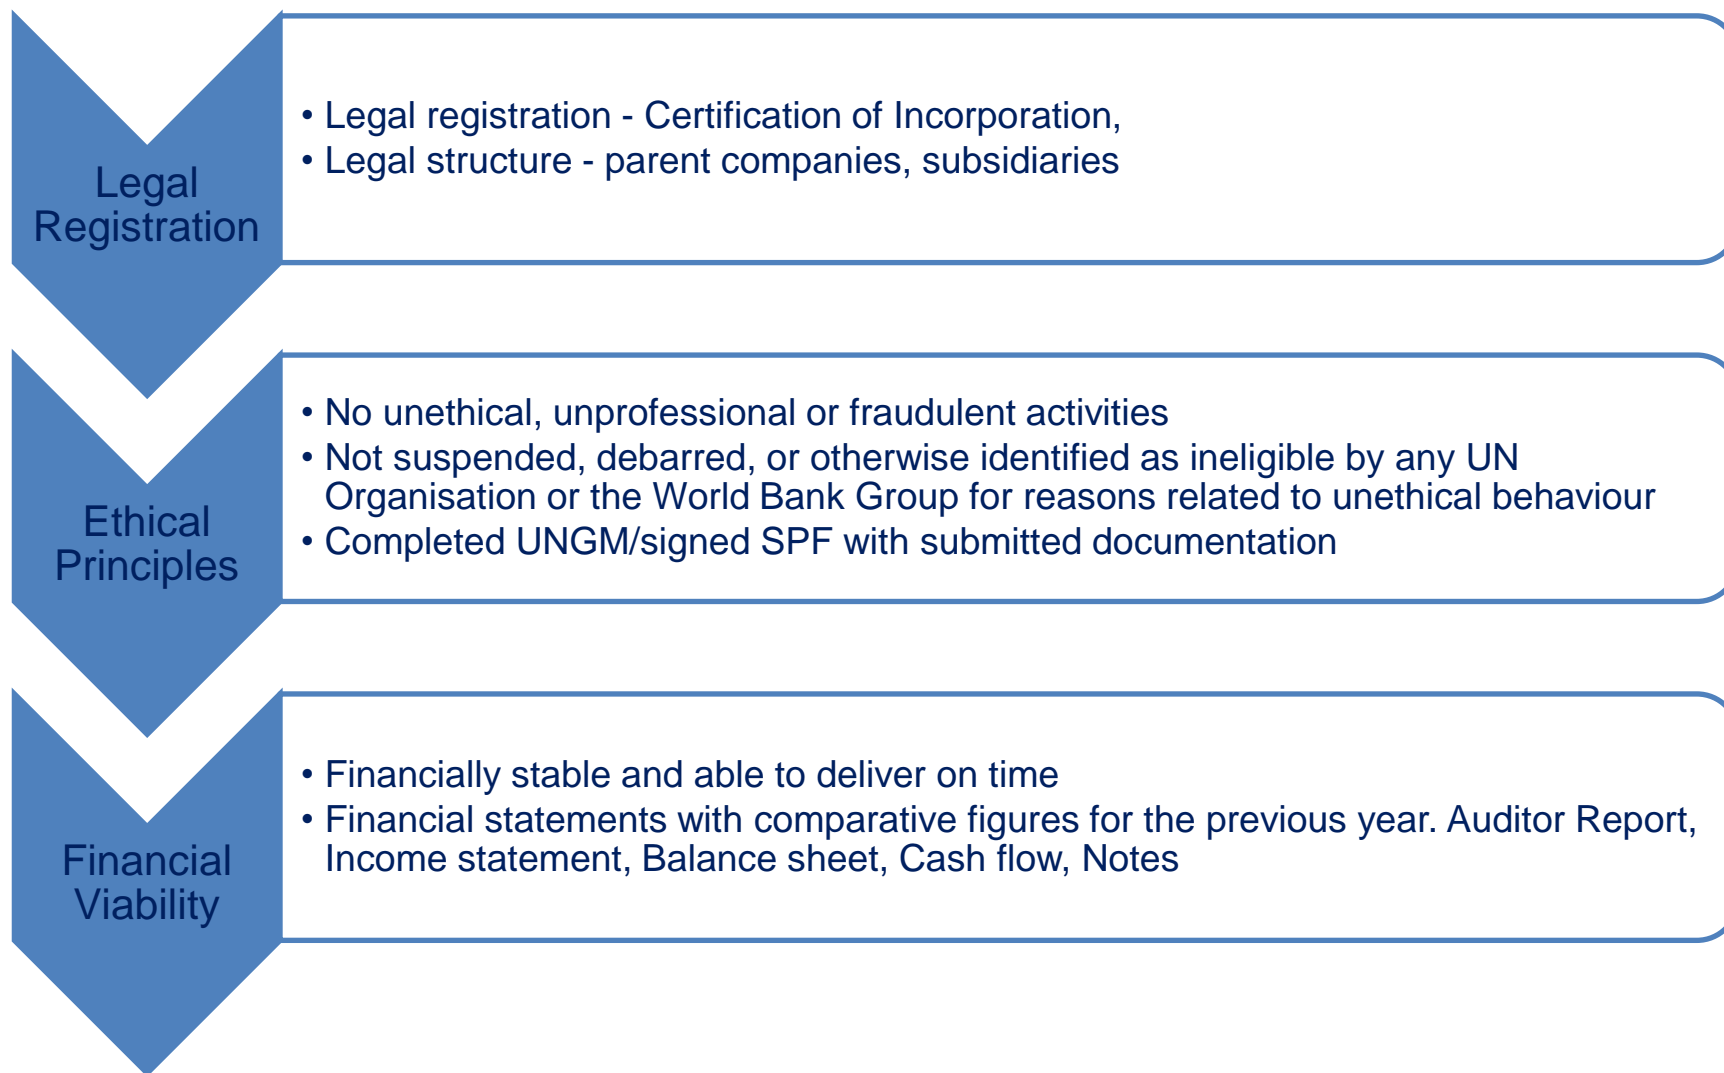 Legal
Registration
• Legal registration - Certification of Incorporation,
• Legal structure - parent companies, subsidiaries
Ethical
Principles
• No unethical, unprofessional or fraudulent activities
• Not suspended, debarred, or otherwise identified as ineligible by any UN
Organisation or the World Bank Group for reasons related to unethical behaviour
• Completed UNGM/signed SPF with submitted documentation
Financial
Viability
• Financially stable and able to deliver on time
• Financial statements with comparative figures for the previous year. Auditor Report,
Income statement, Balance sheet, Cash flow, Notes